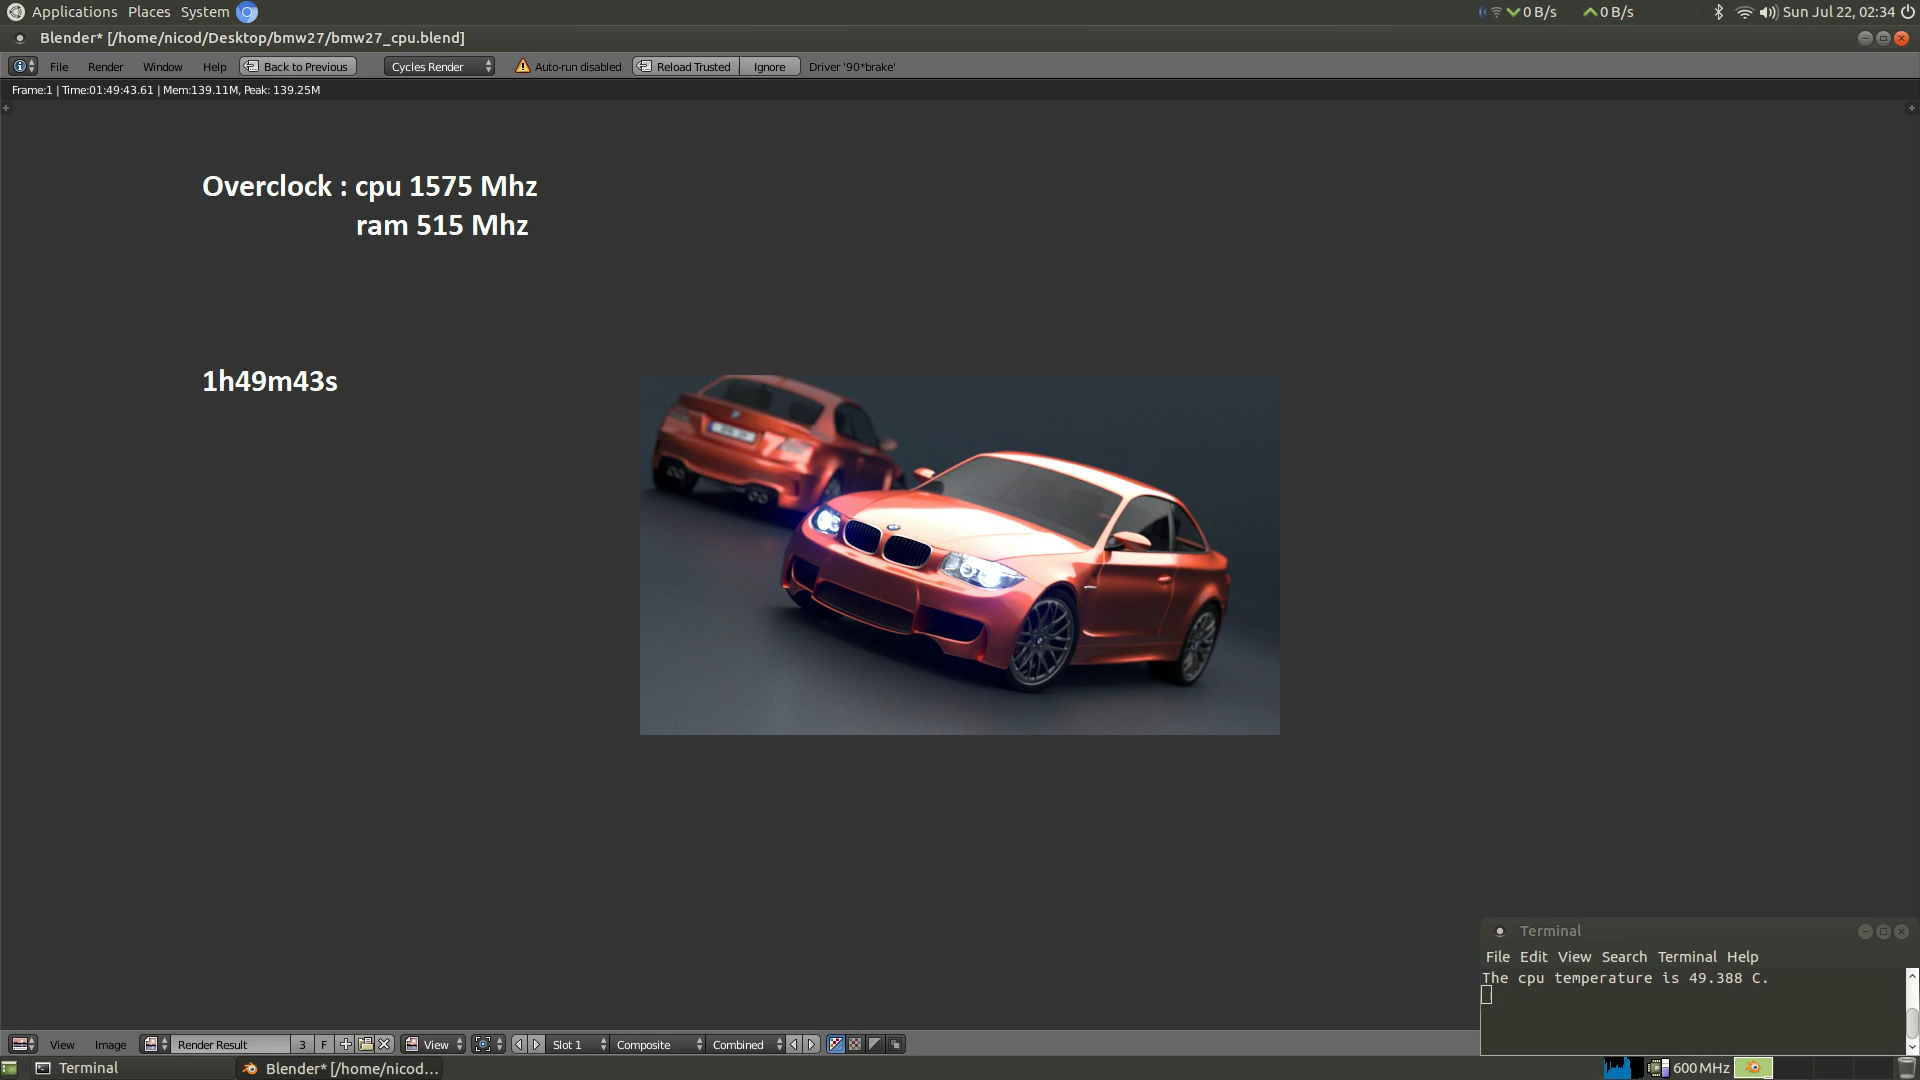 Applications Places System
0 B/s 0 B/s Sun Jul 22, 02:34
Blender* [/home/nicod/Desktop/bmw27/bmw27_cpu.blend]
File Render Window Help Back to Previous Cycles Render Auto-run disabled Reload Trusted Ignore Driver '90*brake'
Frame:1 | Time:01:49:43.61 | Mem:139.11M, Peak: 139.25M
Overclock : cpu 1575 Mhz
ram 515 Mhz
1h49m43s
Terminal
File Edit View Search Terminal Help
The cpu temperature is 49.388 C.
View Image Render Result 3 F View Slot 1 Composite Combined
Terminal Blender* [/home/nicod... 600 MHz